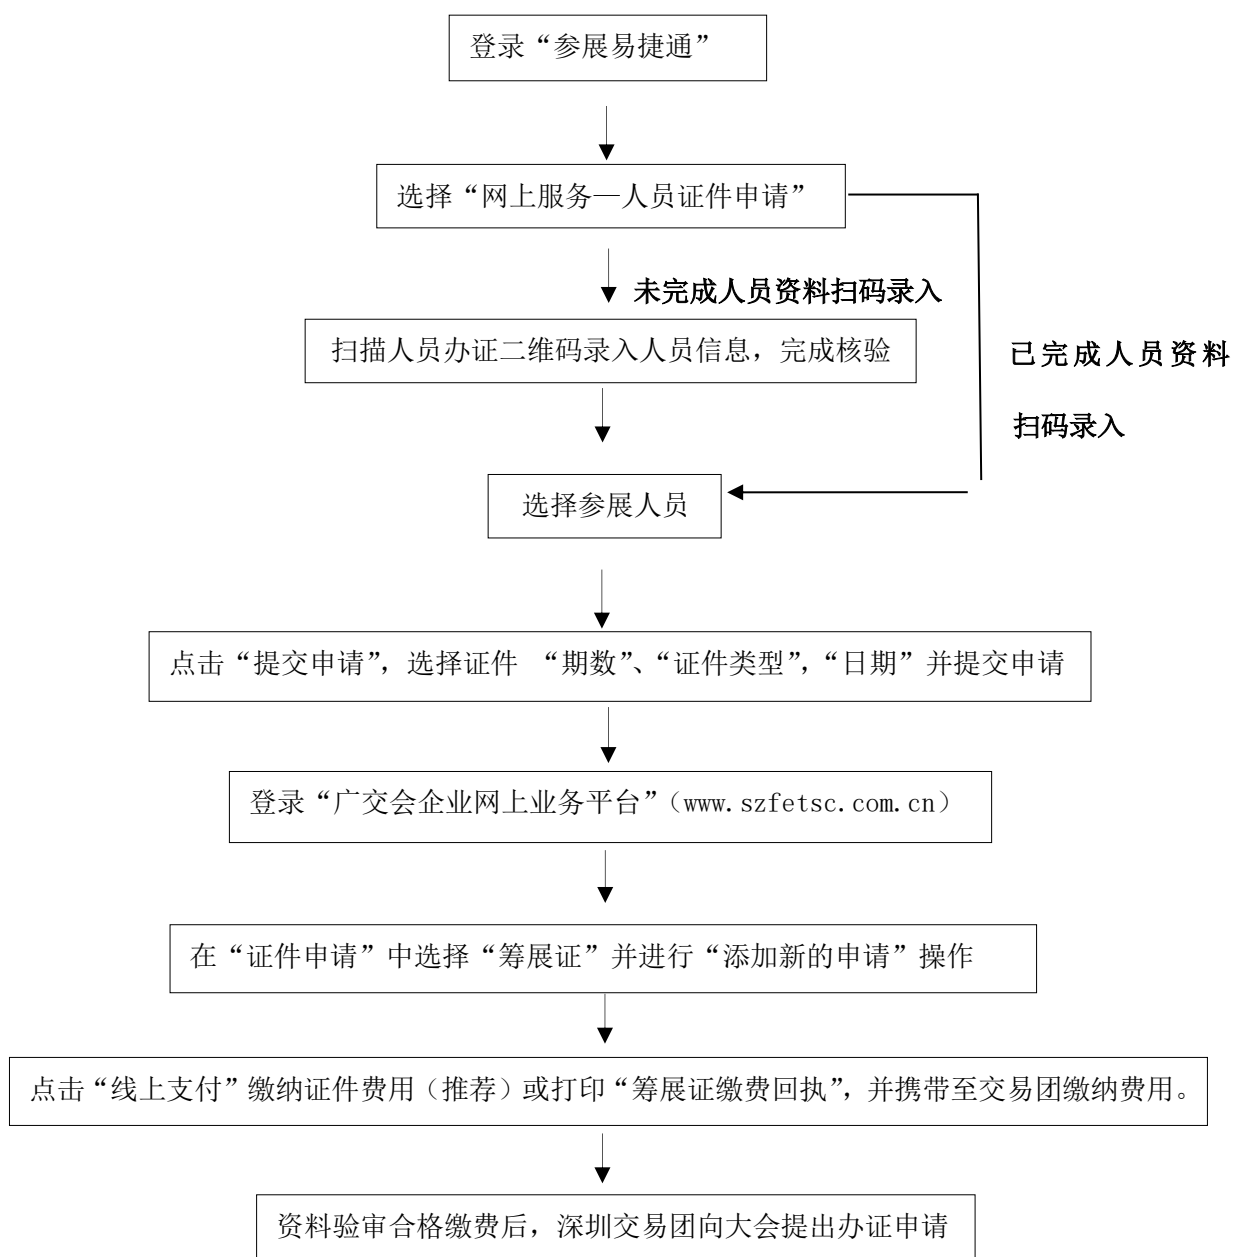 登录“参展易捷通”
选择“网上服务—人员证件申请”
未完成人员资料扫码录入
扫描人员办证二维码录入人员信息，完成核验
已完成人员资料
扫码录入
选择参展人员
点击“提交申请”，选择证件 “期数”、“证件类型”，“日期”并提交申请
登录“广交会企业网上业务平台”（www.szfetsc.com.cn）
在“证件申请”中选择“筹展证”并进行“添加新的申请”操作
点击“线上支付”缴纳证件费用（推荐）或打印“筹展证缴费回执”，并携带至交易团缴纳费用。
资料验审合格缴费后，深圳交易团向大会提出办证申请